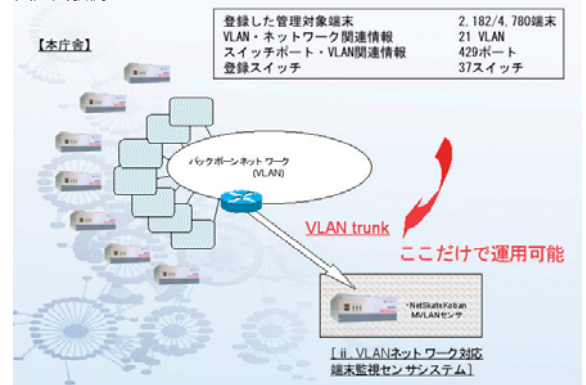 登録した管理対象端末 2,182/4,780端末
VLAN・ネットワーク関連情報 21 VLAN
スイッチポート・VLAN関連情報 429ポート
登録スイッチ 37スイッチ
【本庁舎】
バックボーンネットワーク
(VLAN)
VLAN trunk
ここだけで運用可能
・NetSkateKoban
MVLANセンサ
[ ⅱ. VLANネットワーク対応
端末監視センサシステム]